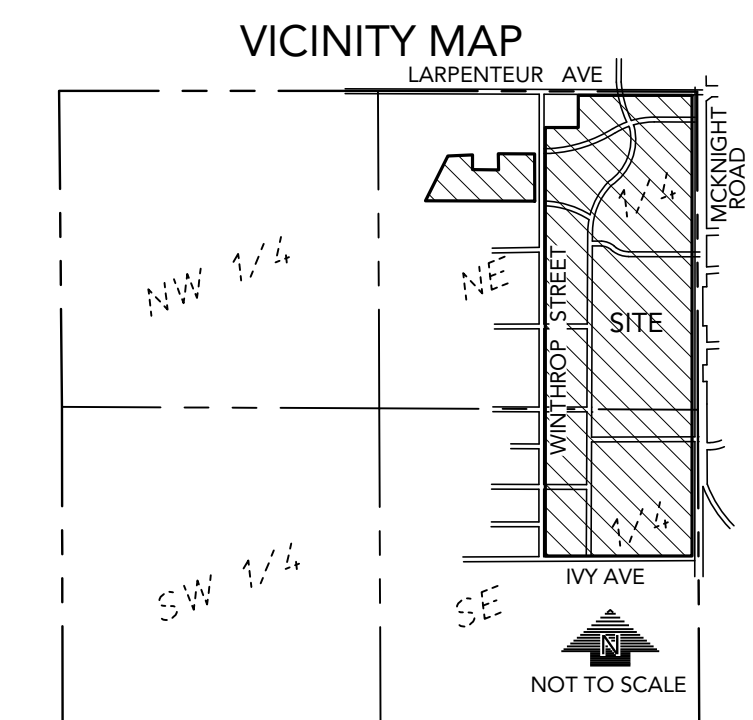 VICINITY MAP
LARPENTEUR AVE
MCKNIGHT
ROAD
NW 1/4
NE
1/4
WINTHROP STREET
SITE
SW 1/4
SE
1/4
IVY AVE
N
NOT TO SCALE